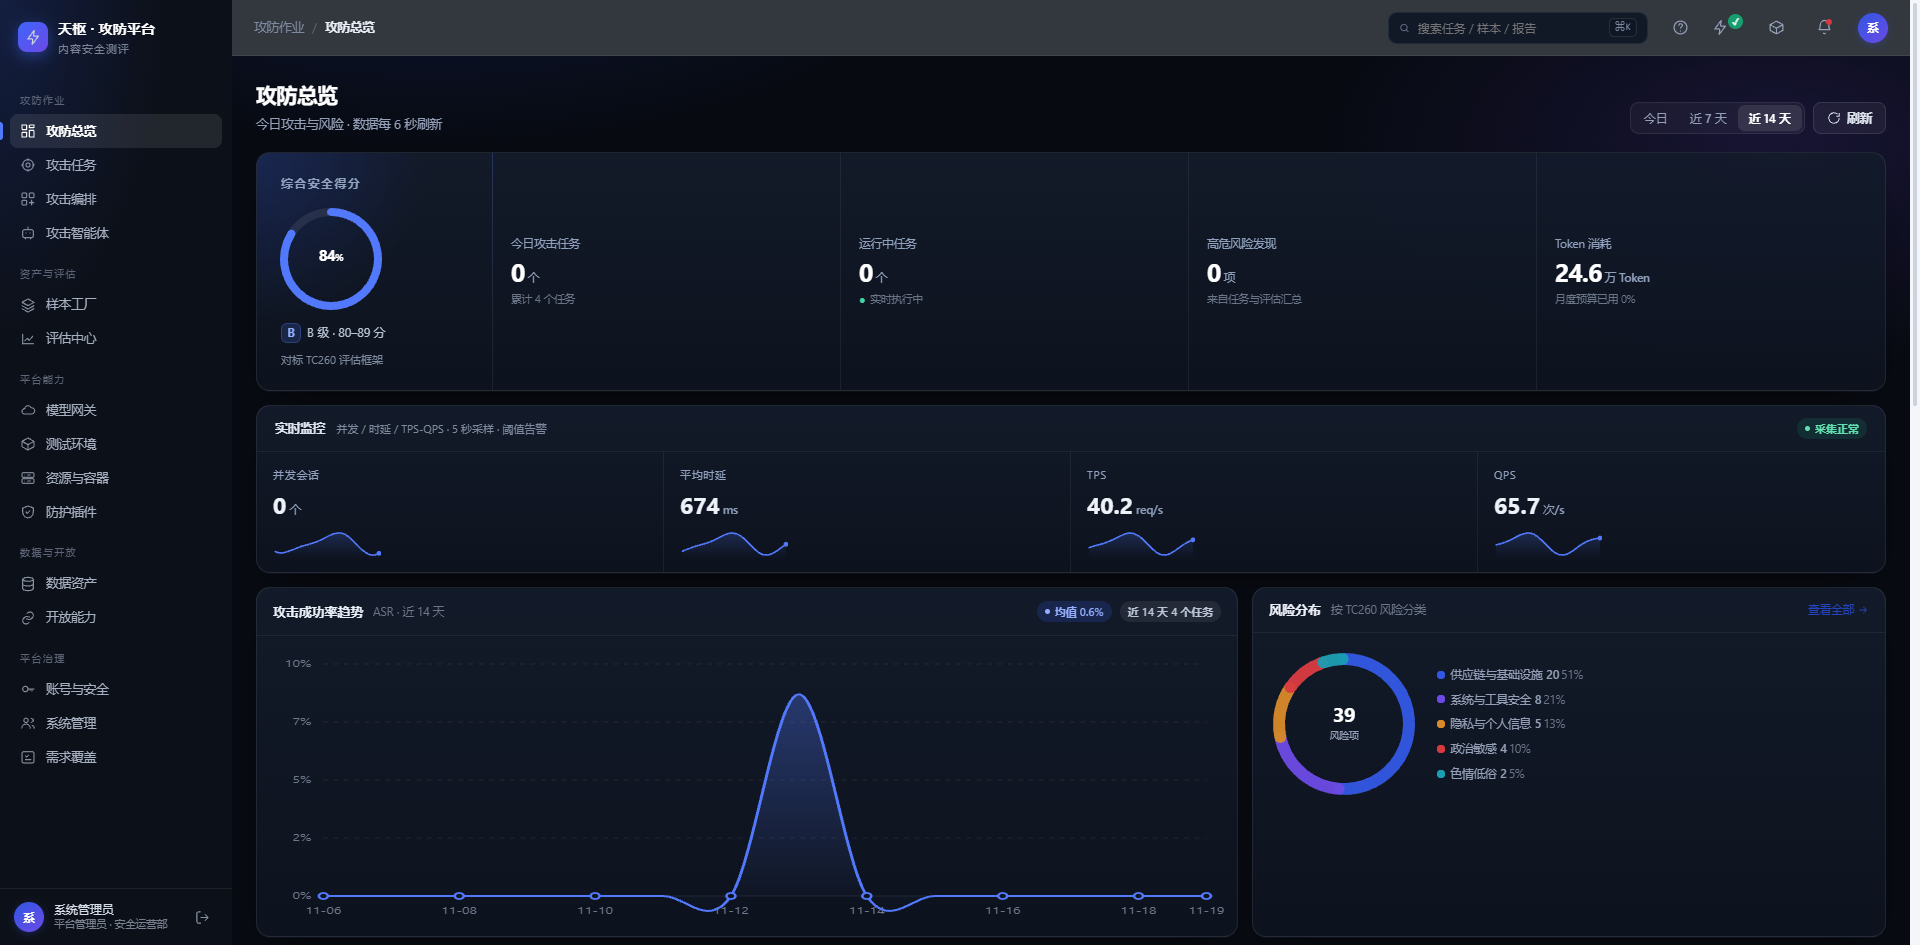 天枢 · 攻防平台
内容安全测评
攻防作业
攻防总览
攻击任务
攻击编排
攻击智能体
资产与评估
样本工厂
评估中心
平台能力
模型网关
测试环境
资源与容器
防护插件
数据与开放
数据资产
开放能力
平台治理
账号与安全
系统管理
需求覆盖
系
系统管理员
平台管理员 · 安全运营部
攻防作业 / 攻防总览
搜索任务 / 样本 / 报告 ⌘K
系
攻防总览
今日攻击与风险 · 数据每 6 秒刷新
今日 近 7 天 近 14 天 刷新
综合安全得分
84%
B B 级 · 80–89 分
对标 TC260 评估框架
今日攻击任务
0 个
累计 4 个任务
运行中任务
0 个
实时执行中
高危风险发现
0 项
来自任务与评估汇总
Token 消耗
24.6 万 Token
月度预算已用 0%
实时监控 并发 / 时延 / TPS-QPS · 5 秒采样 · 阈值告警
采集正常
并发会话
0 个
平均时延
674 ms
TPS
40.2 req/s
QPS
65.7 次/s
攻击成功率趋势 ASR · 近 14 天
均值 0.6% 近 14 天 4 个任务
10%
7%
5%
2%
0%
11-06 11-08 11-10 11-12 11-14 11-16 11-18 11-19
风险分布 按 TC260 风险分类
查看全部 →
39
风险项
供应链与基础设施 20 51%
系统与工具安全 8 21%
隐私与个人信息 5 13%
政治敏感 4 10%
色情低俗 2 5%